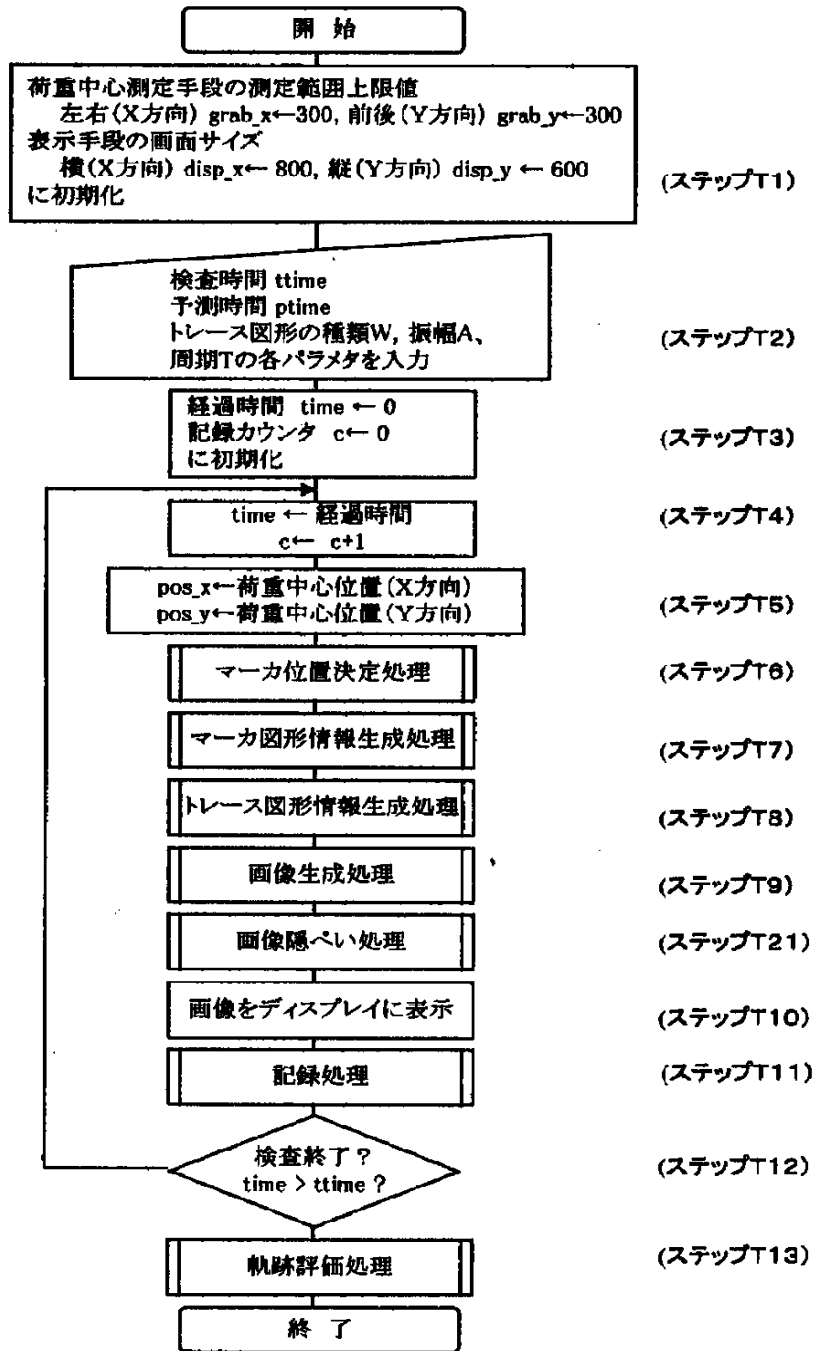 開 始
荷重中心測定手段の測定範囲上限値
左右(X方向) grab_x←300, 前後(Y方向) grab_y←300
表示手段の画面サイズ
横(X方向) disp_x← 800, 縦(Y方向) disp_y ← 600
に初期化
(ステップT1)
検査時間 ttime
予測時間 ptime
トレース図形の種類W, 振幅A、
周期Tの各パラメタを入力
(ステップT2)
経過時間 time ← 0
記録カウンタ c←0
に初期化
(ステップT3)
time ← 経過時間
c← c+1
(ステップT4)
pos_x←荷重中心位置(X方向)
pos_y←荷重中心位置(Y方向)
(ステップT5)
マーカ位置決定処理
(ステップT6)
マーカ図形情報生成処理
(ステップT7)
トレース図形情報生成処理
(ステップT8)
画像生成処理
(ステップT9)
画像隠ぺい処理
(ステップT21)
画像をディスプレイに表示
(ステップT10)
記録処理
(ステップT11)
検査終了?
time > ttime ?
(ステップT12)
軌跡評価処理
(ステップT13)
終 了